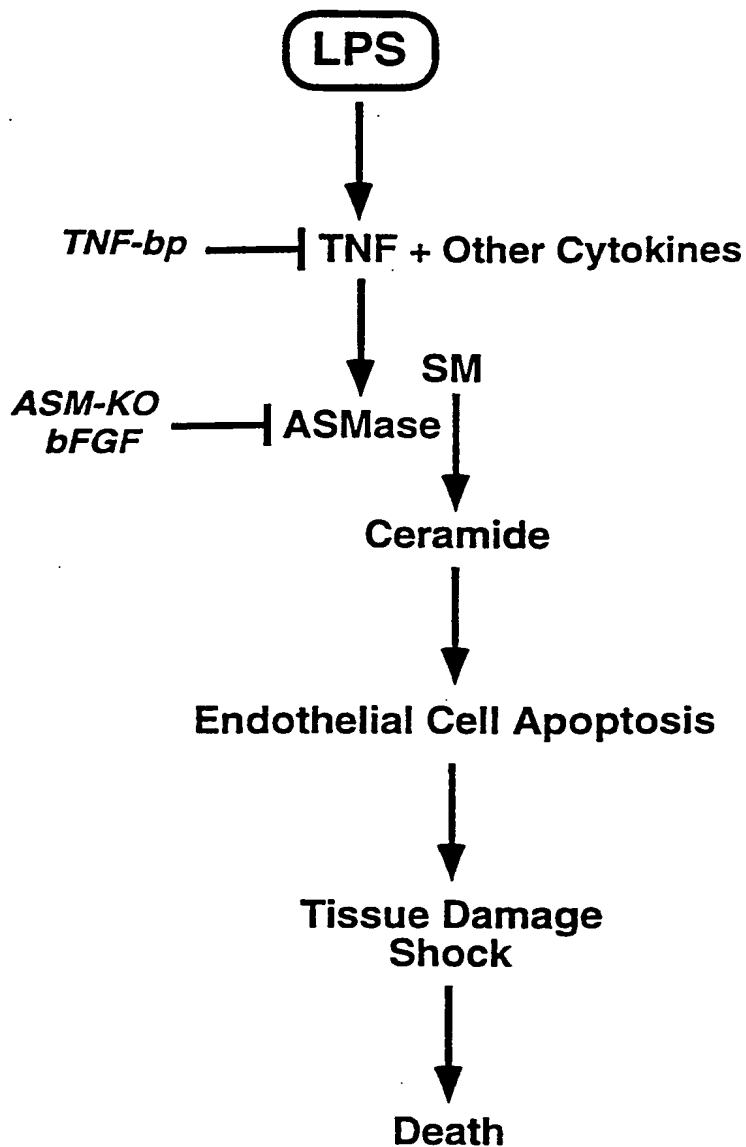 LPS
TNF-bp
TNF + Other Cytokines
SM
ASM-KO
bFGF
ASMase
Ceramide
Endothelial Cell Apoptosis
Tissue Damage
Shock
Death